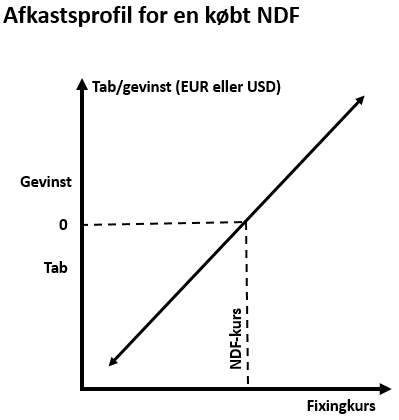 Afkastsprofil for en købt NDF
Tab/gevinst (EUR eller USD)
Gevinst
0
Tab
NDF-kurs
Fixingkurs